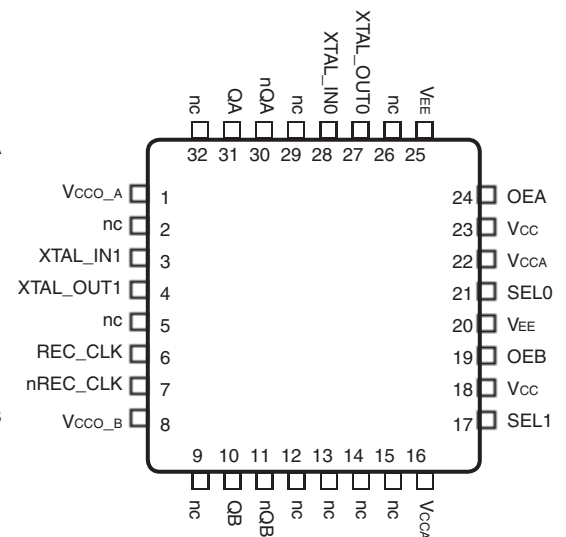 nc QA nQA nc XTAL_IN0 XTAL_OUT0 nc VEE
32 31 30 29 28 27 26 25
VCCO_A 1
nc 2
XTAL_IN1 3
XTAL_OUT1 4
nc 5
REC_CLK 6
nREC_CLK 7
VCCO_B 8
24 OEA
23 VCC
22 VCCA
21 SEL0
20 VEE
19 OEB
18 VCC
17 SEL1
9 10 11 12 13 14 15 16
nc QB nQB nc nc nc nc VCCA